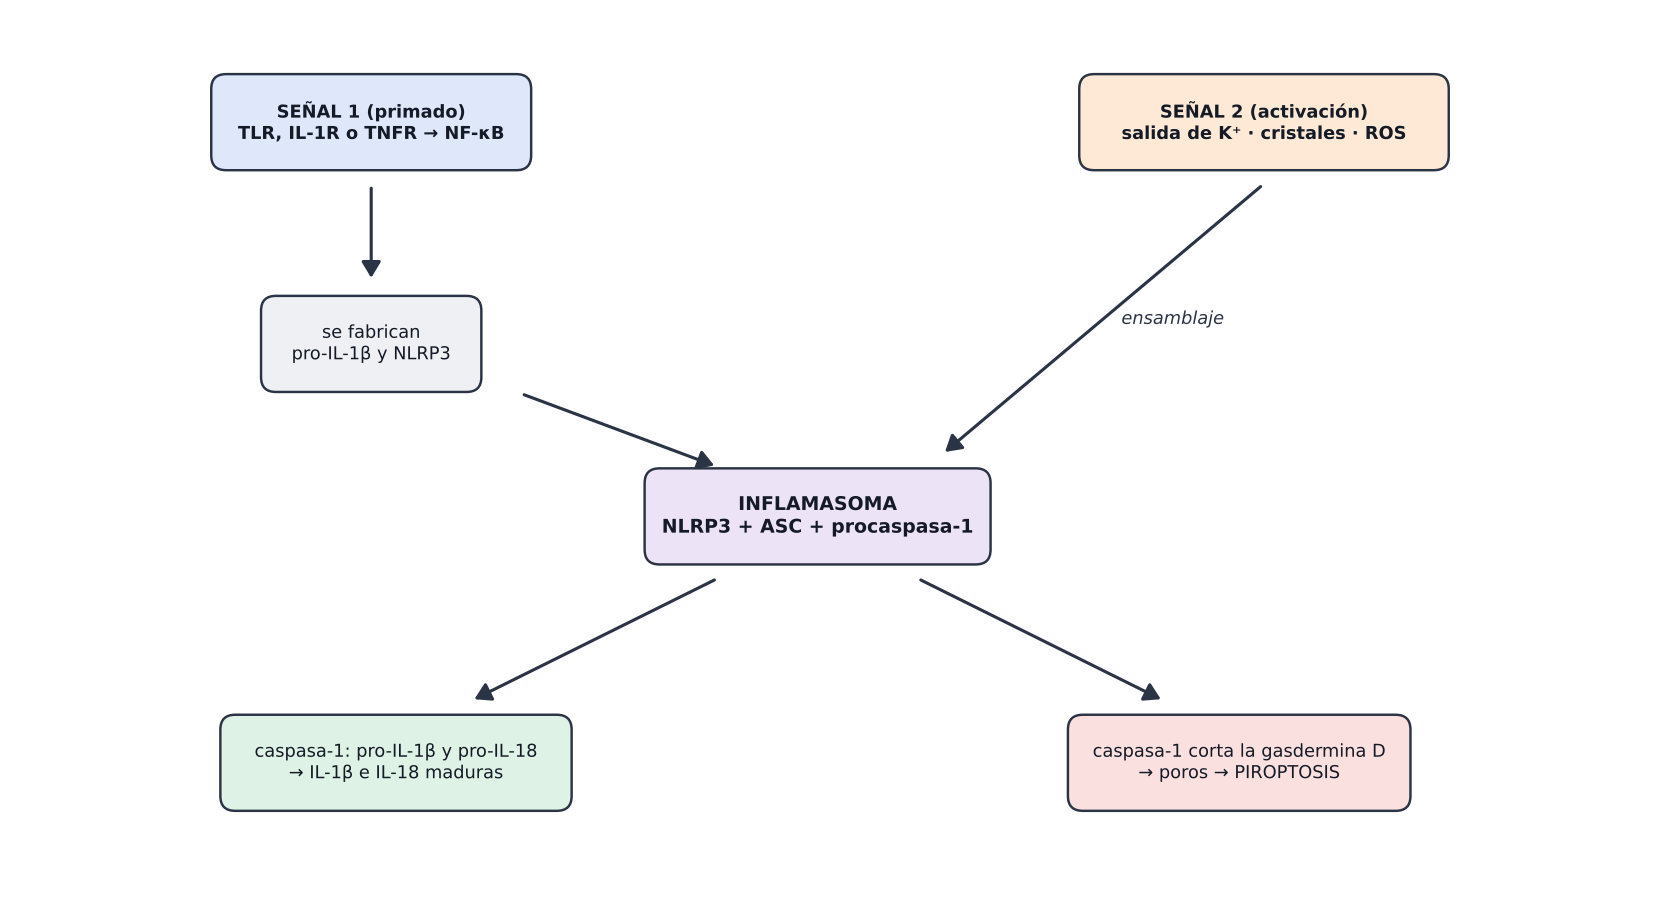 SEÑAL 1 (primado)
TLR, IL-1R o TNFR → NF-κB
SEÑAL 2 (activación)
salida de K⁺ · cristales · ROS
se fabrican
pro-IL-1β y NLRP3
ensamblaje
INFLAMASOMA
NLRP3 + ASC + procaspasa-1
caspasa-1: pro-IL-1β y pro-IL-18
→ IL-1β e IL-18 maduras
caspasa-1 corta la gasdermina D
→ poros → PIROPTOSIS